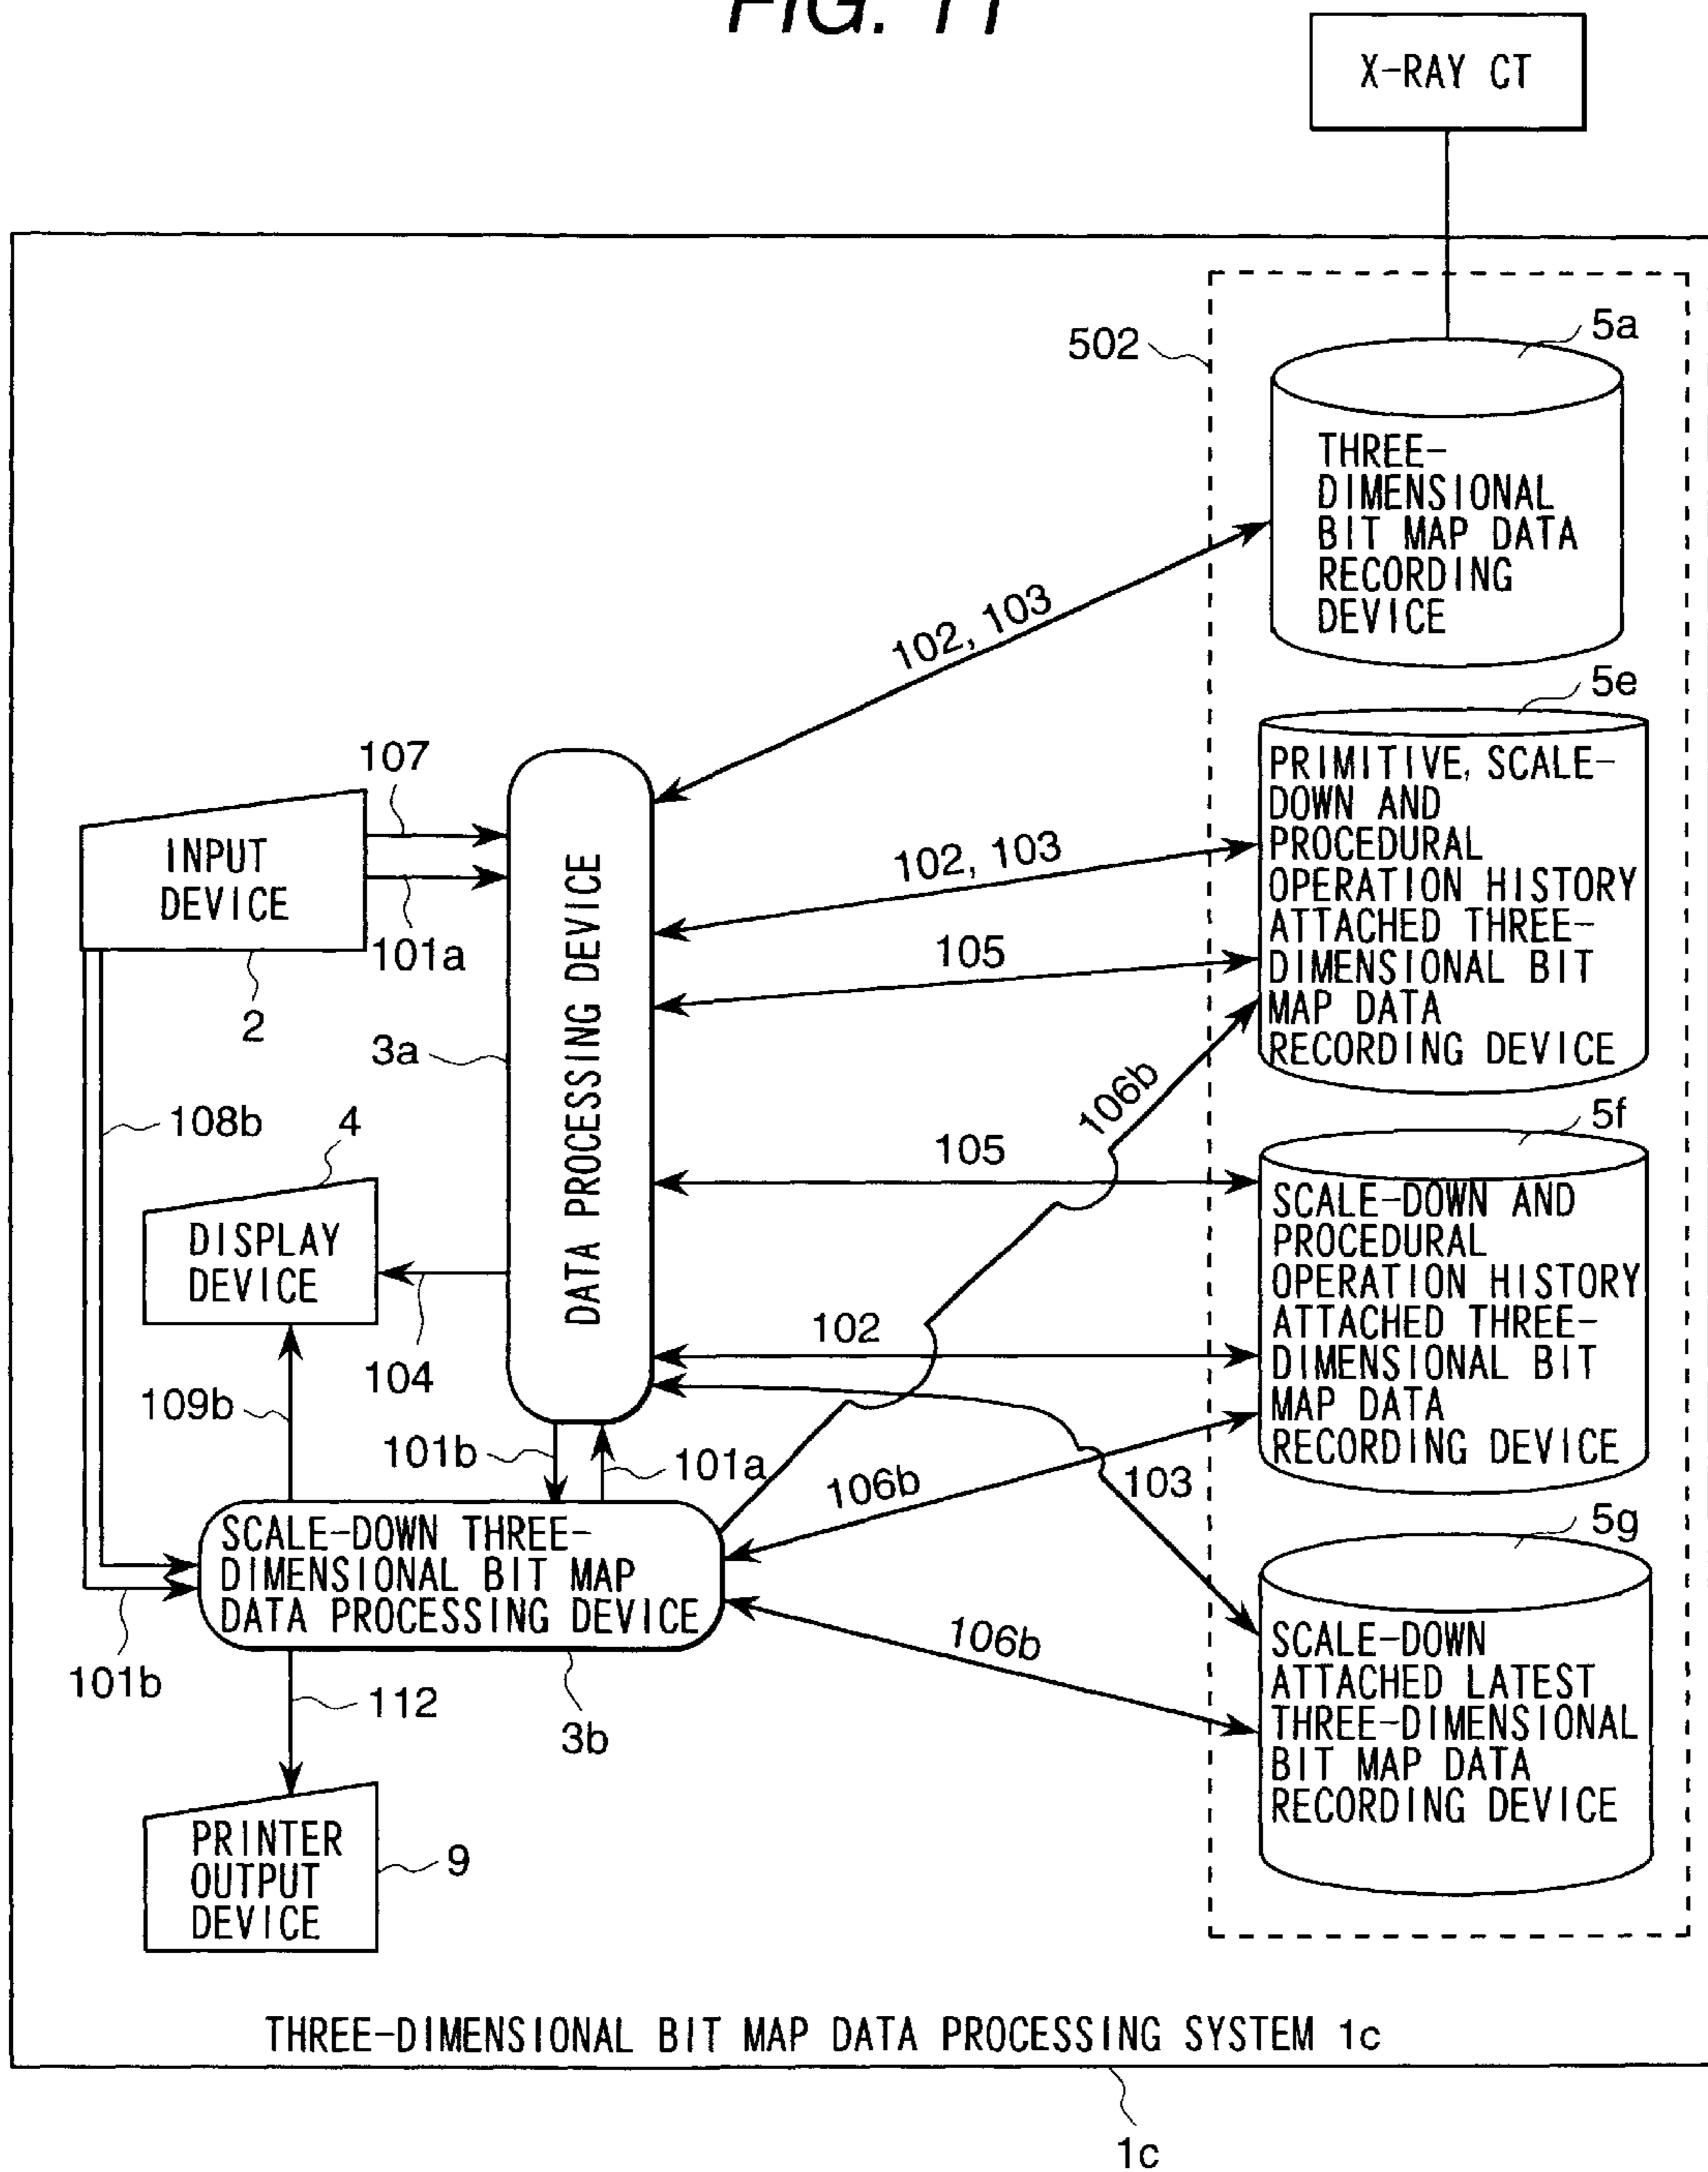 FIG. 11
X-RAY CT
502
5a
THREE-
DIMENSIONAL
BIT MAP DATA
RECORDING
DEVICE
102, 103
5e
PRIMITIVE, SCALE-
DOWN AND
PROCEDURAL
OPERATION HISTORY
ATTACHED THREE-
DIMENSIONAL BIT
MAP DATA
RECORDING DEVICE
107
INPUT
DEVICE
101a
2
102, 103
105
3a
DATA PROCESSING DEVICE
106b
108b
4
105
5f
SCALE-DOWN AND
PROCEDURAL
OPERATION HISTORY
ATTACHED THREE-
DIMENSIONAL BIT
MAP DATA
RECORDING DEVICE
DISPLAY
DEVICE
104
102
109b
101b
101a
106b
103
5g
SCALE-DOWN
ATTACHED LATEST
THREE-DIMENSIONAL
BIT MAP DATA
RECORDING DEVICE
SCALE-DOWN THREE-
DIMENSIONAL BIT MAP
DATA PROCESSING DEVICE
106b
101b
112
3b
PRINTER
OUTPUT
DEVICE
9
THREE-DIMENSIONAL BIT MAP DATA PROCESSING SYSTEM 1c
1c